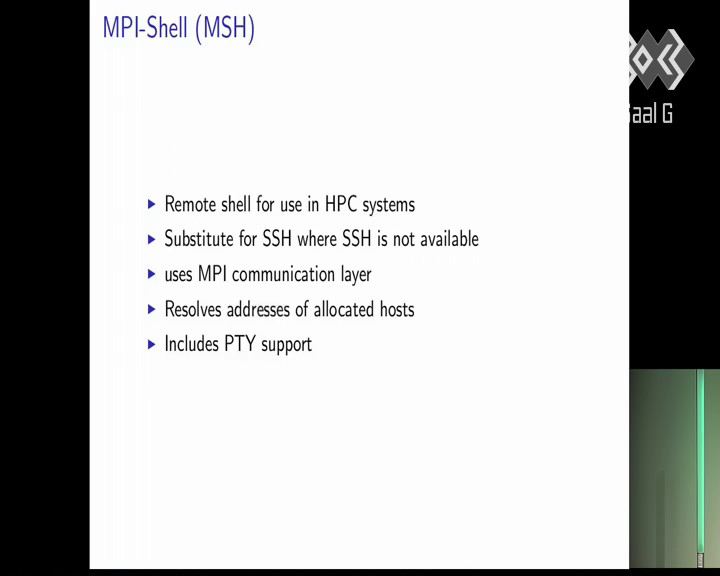 MPI-Shell (MSH)
Remote shell for use in HPC systems
Substitute for SSH where SSH is not available
uses MPI communication layer
Resolves addresses of allocated hosts
Includes PTY support
Saal G